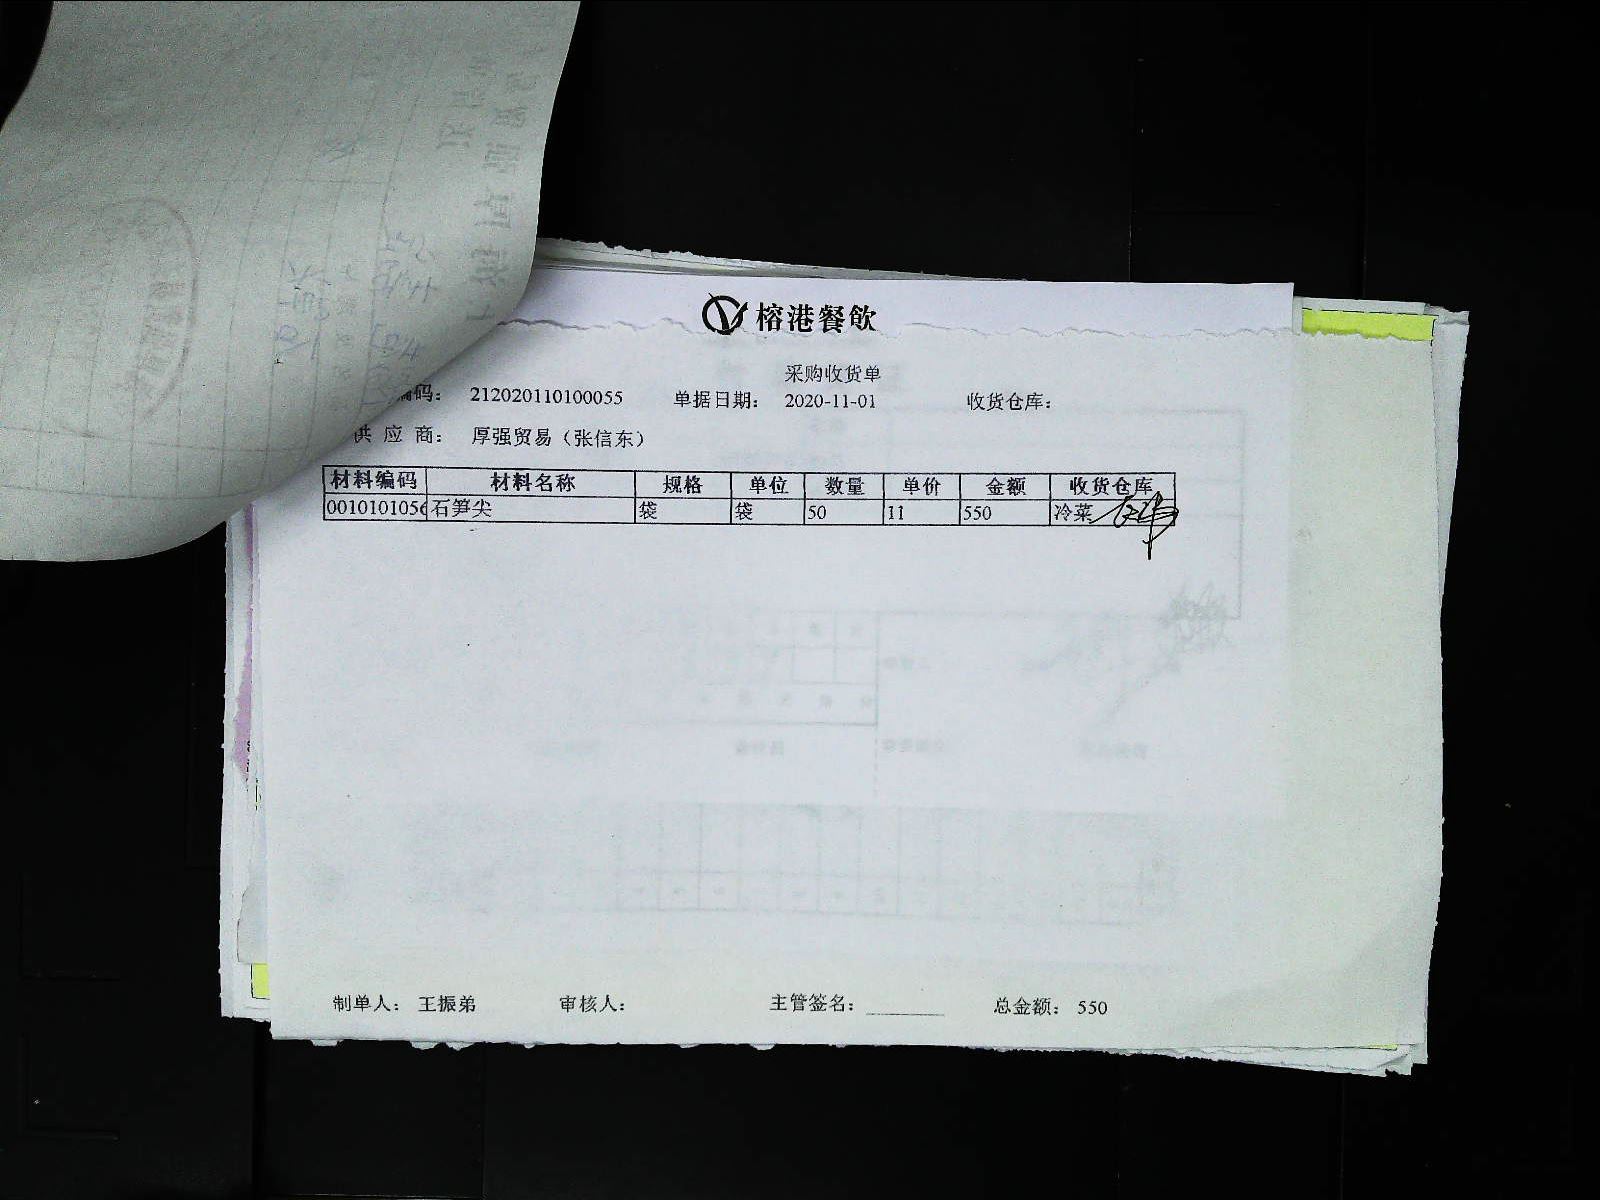 榕港餐飲
采购收货单
编码： 212020110100055 单据日期： 2020-11-01 收货仓库：
供 应 商： 厚强贸易（张信东）
材料编码 材料名称 规格 单位 数量 单价 金额 收货仓库
0010101056 石笋尖 袋 袋 50 11 550 冷菜
制单人： 王振弟 审核人： 主管签名： 总金额： 550